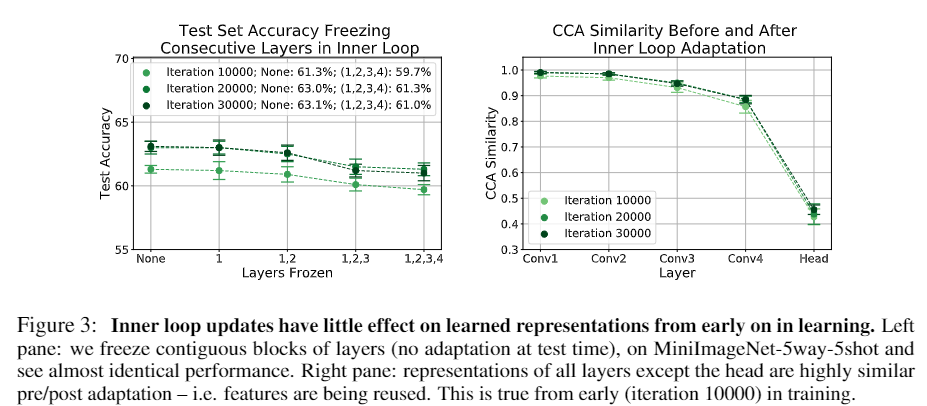 Test Set Accuracy Freezing
Consecutive Layers in Inner Loop
70
65
60
55
Test Accuracy
Iteration 10000; None: 61.3%; (1,2,3,4): 59.7%
Iteration 20000; None: 63.0%; (1,2,3,4): 61.3%
Iteration 30000; None: 63.1%; (1,2,3,4): 61.0%
None 1 1,2 1,2,3 1,2,3,4
Layers Frozen
CCA Similarity Before and After
Inner Loop Adaptation
1.0
0.9
0.8
0.7
0.6
0.5
0.4
0.3
CCA Similarity
Iteration 10000
Iteration 20000
Iteration 30000
Conv1 Conv2 Conv3 Conv4 Head
Layer
Figure 3: Inner loop updates have little effect on learned representations from early on in learning. Left
pane: we freeze contiguous blocks of layers (no adaptation at test time), on MiniImageNet-5way-5shot and
see almost identical performance. Right pane: representations of all layers except the head are highly similar
pre/post adaptation – i.e. features are being reused. This is true from early (iteration 10000) in training.